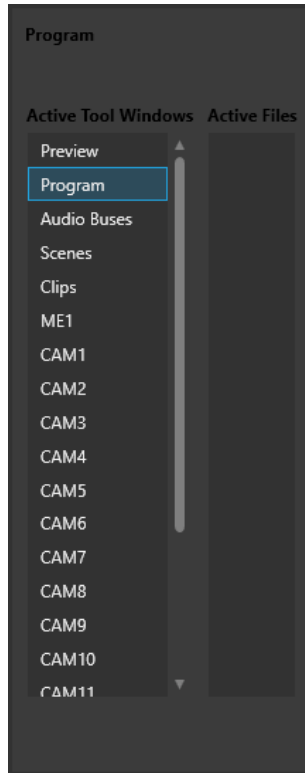 Program
Active Tool Windows Active Files
Preview
Program
Audio Buses
Scenes
Clips
ME1
CAM1
CAM2
CAM3
CAM4
CAM5
CAM6
CAM7
CAM8
CAM9
CAM10
CAM11